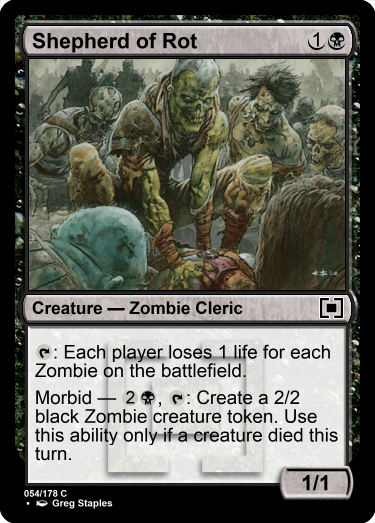 Shepherd of Rot 1
Creature — Zombie Cleric
: Each player loses 1 life for each
Zombie on the battlefield.
Morbid — 2 , : Create a 2/2
black Zombie creature token. Use
this ability only if a creature died this
turn.
1/1
054/178 C
• Greg Staples